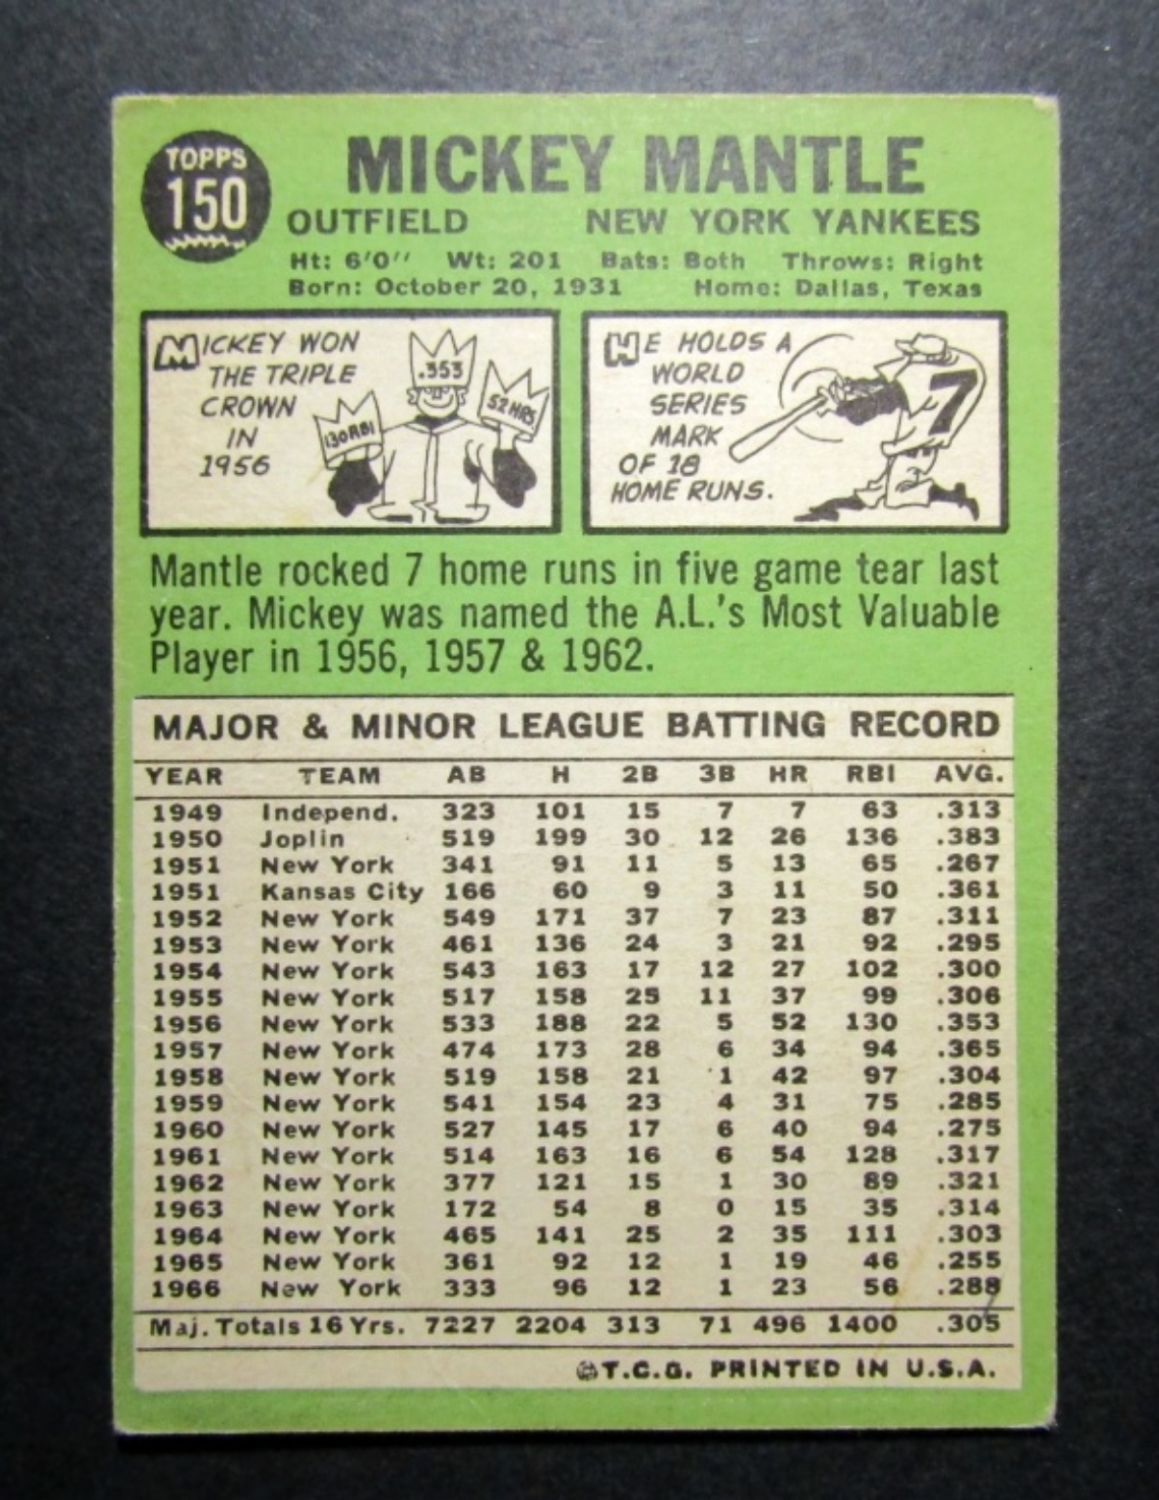 TOPPS
150
MICKEY MANTLE
OUTFIELD NEW YORK YANKEES
Ht: 6'0'' Wt: 201 Bats: Both Throws: Right
Born: October 20, 1931 Home: Dallas, Texas
MICKEY WON
THE TRIPLE
CROWN
IN
1956
.353
52 HRS.
130 RBI
HE HOLDS A
WORLD
SERIES
MARK
OF 18
HOME RUNS.
7
Mantle rocked 7 home runs in five game tear last
year. Mickey was named the A.L.'s Most Valuable
Player in 1956, 1957 & 1962.
MAJOR & MINOR LEAGUE BATTING RECORD
YEAR TEAM AB H 2B 3B HR RBI AVG.
1949 Independ. 323 101 15 7 7 63 .313
1950 Joplin 519 199 30 12 26 136 .383
1951 New York 341 91 11 5 13 65 .267
1951 Kansas City 166 60 9 3 11 50 .361
1952 New York 549 171 37 7 23 87 .311
1953 New York 461 136 24 3 21 92 .295
1954 New York 543 163 17 12 27 102 .300
1955 New York 517 158 25 11 37 99 .306
1956 New York 533 188 22 5 52 130 .353
1957 New York 474 173 28 6 34 94 .365
1958 New York 519 158 21 1 42 97 .304
1959 New York 541 154 23 4 31 75 .285
1960 New York 527 145 17 6 40 94 .275
1961 New York 514 163 16 6 54 128 .317
1962 New York 377 121 15 1 30 89 .321
1963 New York 172 54 8 0 15 35 .314
1964 New York 465 141 25 2 35 111 .303
1965 New York 361 92 12 1 19 46 .255
1966 New York 333 96 12 1 23 56 .288
Maj. Totals 16 Yrs. 7227 2204 313 71 496 1400 .305
©T.C.G. PRINTED IN U.S.A.